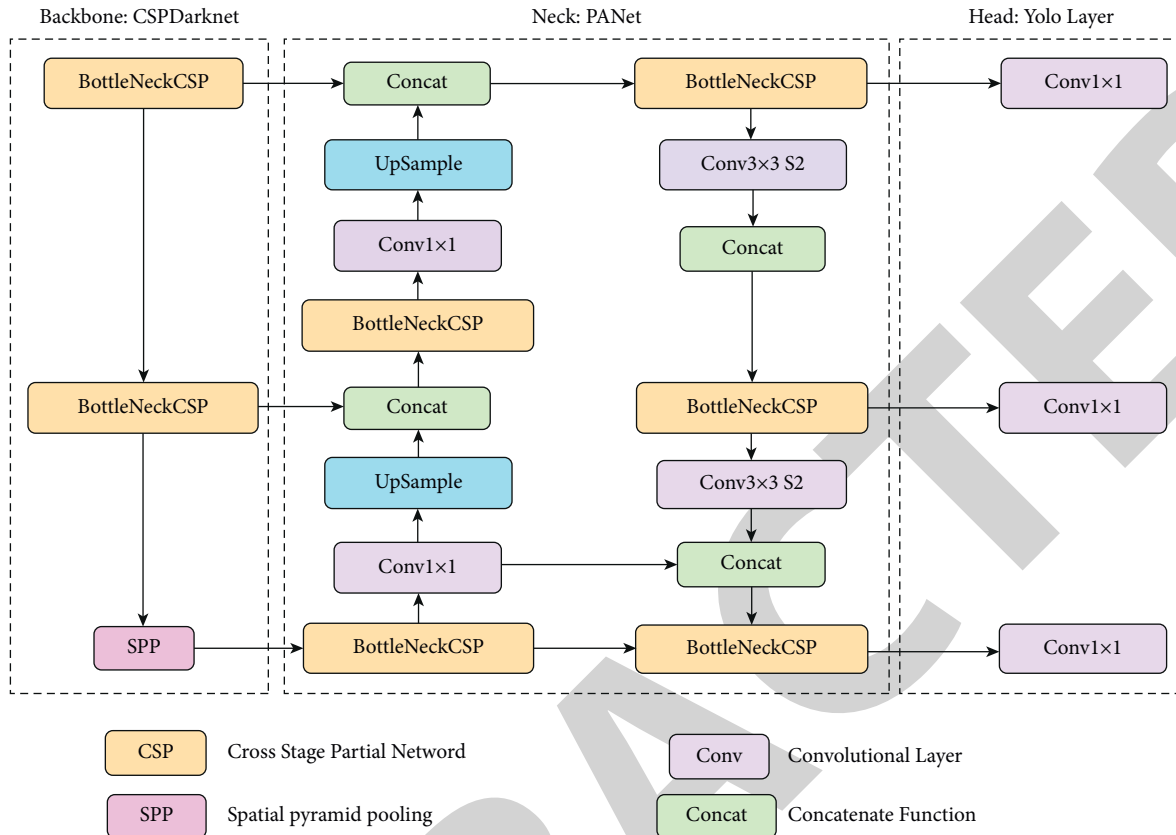 Backbone: CSPDarknet
Neck: PANet
Head: Yolo Layer
BottleNeckCSP
Concat
BottleNeckCSP
Conv1×1
UpSample
Conv3×3 S2
Conv1×1
Concat
BottleNeckCSP
BottleNeckCSP
Concat
BottleNeckCSP
Conv1×1
UpSample
Conv3×3 S2
Conv1×1
Concat
SPP
BottleNeckCSP
BottleNeckCSP
Conv1×1
CSP
Cross Stage Partial Netword
Conv
Convolutional Layer
SPP
Spatial pyramid pooling
Concat
Concatenate Function